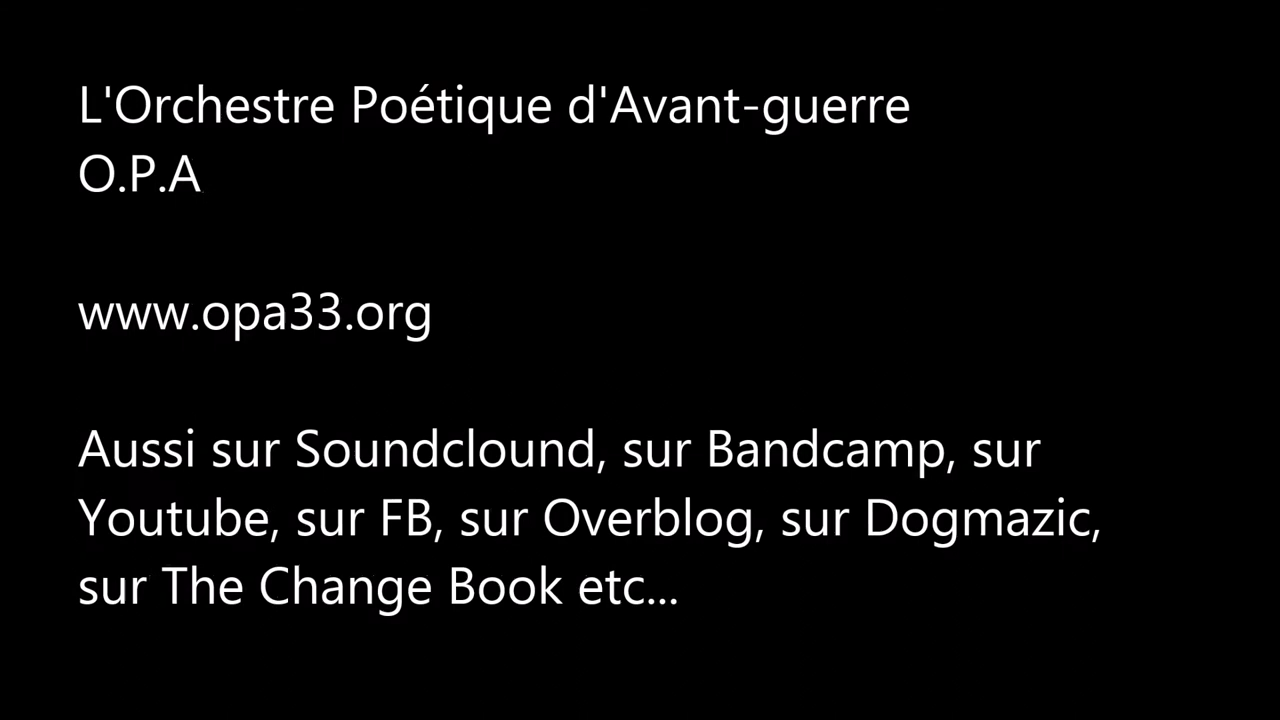 L'Orchestre Poétique d'Avant-guerre
O.P.A
www.opa33.org
Aussi sur Soundclound, sur Bandcamp, sur
Youtube, sur FB, sur Overblog, sur Dogmazic,
sur The Change Book etc...